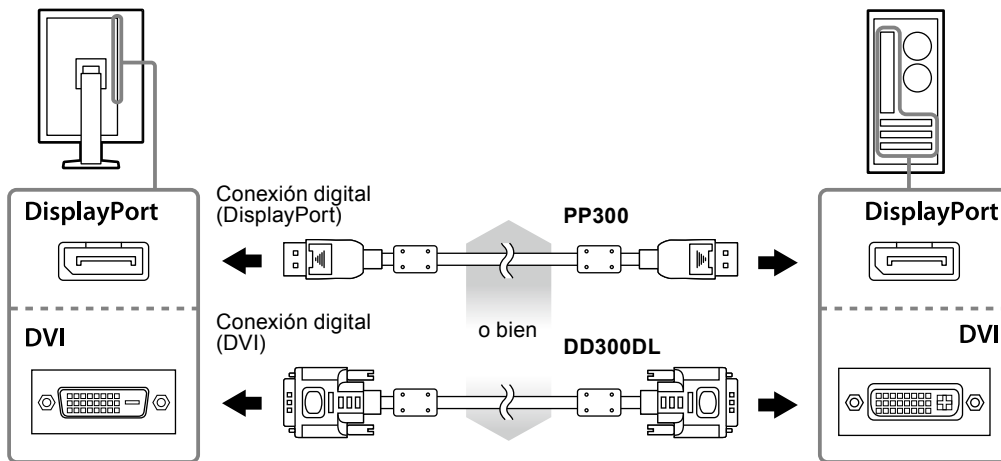 DisplayPort
Conexión digital
(DisplayPort)
PP300
DisplayPort
DVI
Conexión digital
(DVI)
o bien
DD300DL
DVI